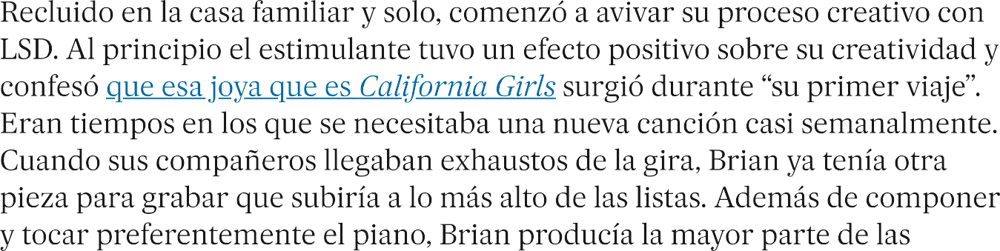 Recluido en la casa familiar y solo, comenzó a avivar su proceso creativo con
LSD. Al principio el estimulante tuvo un efecto positivo sobre su creatividad y
confesó que esa joya que es California Girls surgió durante “su primer viaje”.
Eran tiempos en los que se necesitaba una nueva canción casi semanalmente.
Cuando sus compañeros llegaban exhaustos de la gira, Brian ya tenía otra
pieza para grabar que subiría a lo más alto de las listas. Además de componer
y tocar preferentemente el piano, Brian producía la mayor parte de las